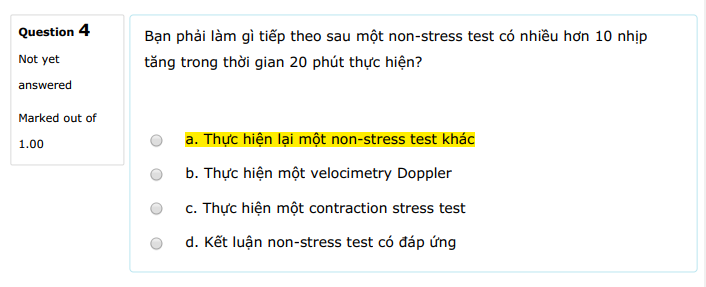 Question 4
Not yet
answered
Marked out of
1.00
Bạn phải làm gì tiếp theo sau một non-stress test có nhiều hơn 10 nhịp
tăng trong thời gian 20 phút thực hiện?
a. Thực hiện lại một non-stress test khác
b. Thực hiện một velocimetry Doppler
c. Thực hiện một contraction stress test
d. Kết luận non-stress test có đáp ứng